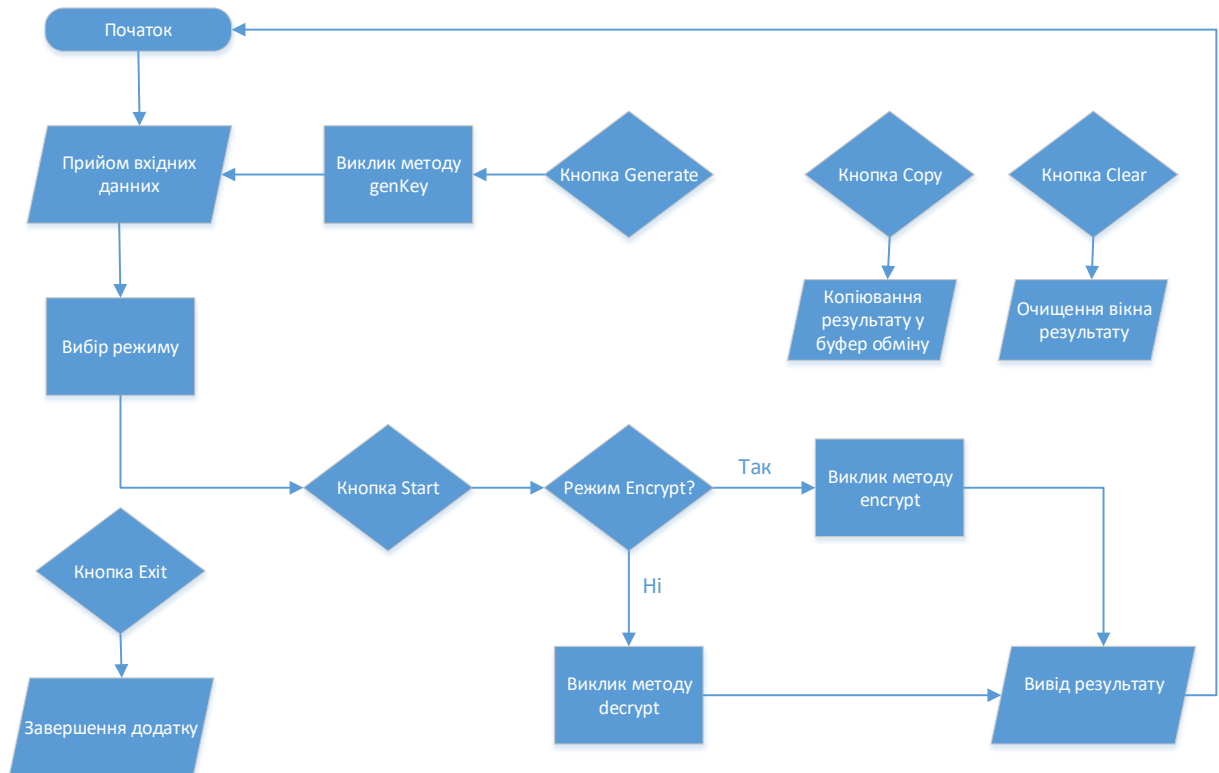 Початок
Прийом вхідних
данних
Виклик методу
genKey
Кнопка Generate
Кнопка Copy
Кнопка Clear
Копіювання
результату у
буфер обміну
Очищення вікна
результату
Вибір режиму
Кнопка Start
Режим Encrypt?
Так
Виклик методу
encrypt
Кнопка Exit
Ні
Виклик методу
decrypt
Вивід результату
Завершення додатку